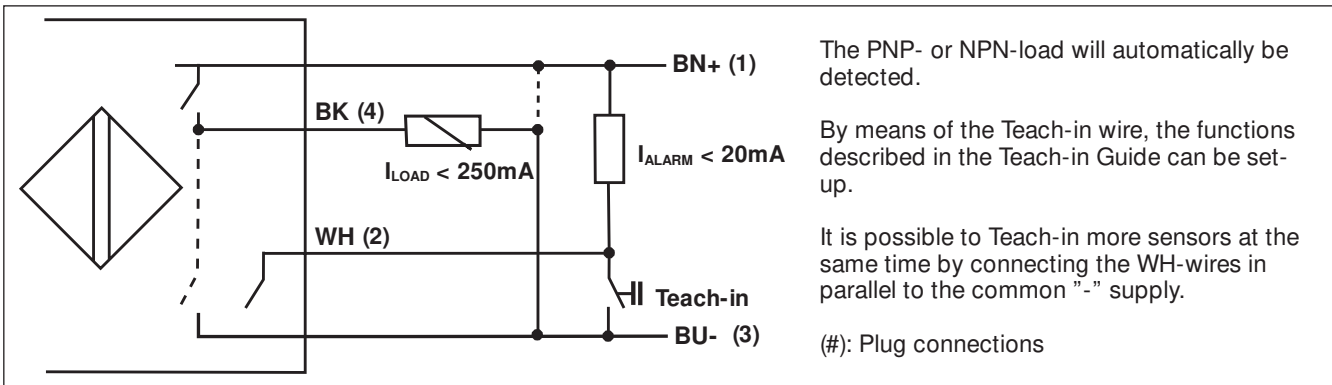 BN+ (1)
BK (4)
I_LOAD < 250mA
I_ALARM < 20mA
WH (2)
Teach-in
BU- (3)
The PNP- or NPN-load will automatically be
detected.
By means of the Teach-in wire, the functions
described in the Teach-in Guide can be set-
up.
It is possible to Teach-in more sensors at the
same time by connecting the WH-wires in
parallel to the common ”-” supply.
(#): Plug connections